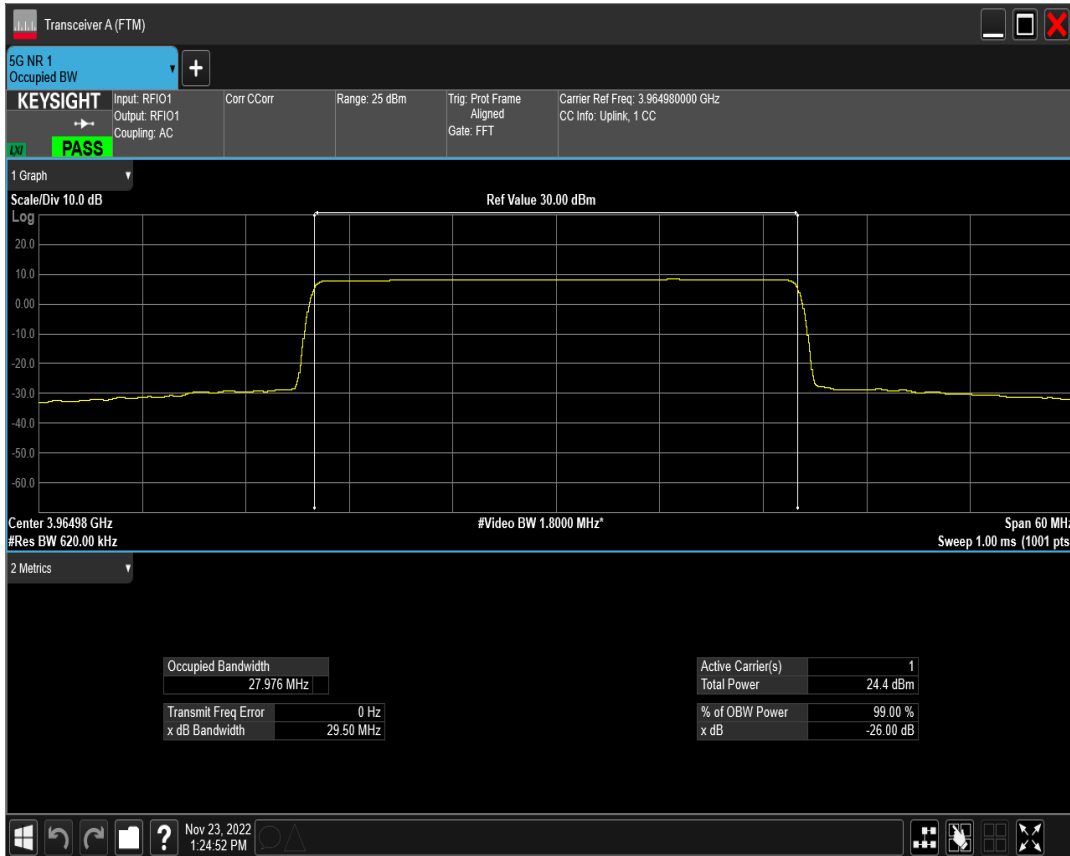 Transceiver A (FTM)
5G NR 1
Occupied BW
+
KEYSIGHT
LXI
PASS
Input: RFIO1
Output: RFIO1
Coupling: AC
Corr CCorr
Range: 25 dBm
Trig: Prot Frame
Aligned
Gate: FFT
Carrier Ref Freq: 3.964980000 GHz
CC Info: Uplink, 1 CC
1 Graph
Scale/Div 10.0 dB
Ref Value 30.00 dBm
Log
20.0
10.0
0.00
-10.0
-20.0
-30.0
-40.0
-50.0
-60.0
Center 3.96498 GHz
#Video BW 1.8000 MHz*
Span 60 MHz
#Res BW 620.00 kHz
Sweep 1.00 ms (1001 pts
2 Metrics
Occupied Bandwidth
27.976 MHz
Transmit Freq Error 0 Hz
x dB Bandwidth 29.50 MHz
Active Carrier(s) 1
Total Power 24.4 dBm
% of OBW Power 99.00 %
x dB -26.00 dB
?
Nov 23, 2022
1:24:52 PM